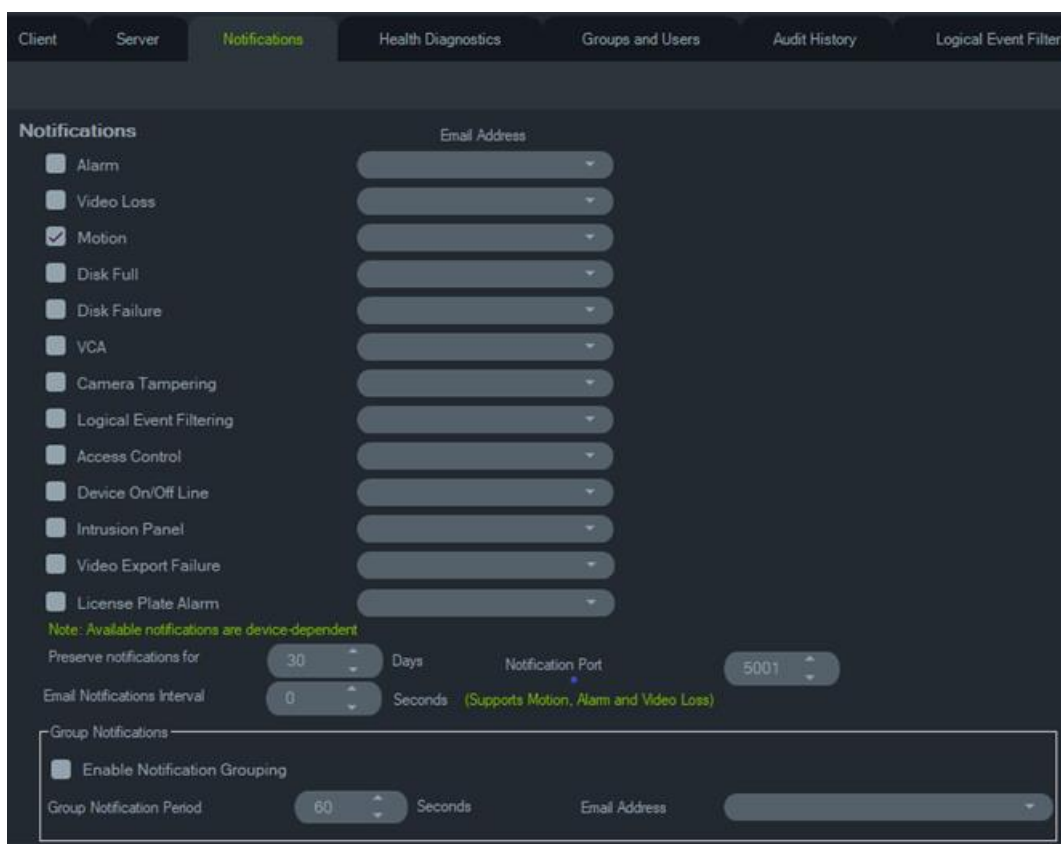 Client Server Notifications Health Diagnostics Groups and Users Audit History Logical Event Filter
Notifications Email Address
Alarm
Video Loss
Motion
Disk Full
Disk Failure
VCA
Camera Tampering
Logical Event Filtering
Access Control
Device On/Off Line
Intrusion Panel
Video Export Failure
License Plate Alarm
Note: Available notifications are device-dependent
Preserve notifications for 30 Days Notification Port 5001
Email Notifications Interval 0 Seconds (Supports Motion, Alarm and Video Loss)
Group Notifications
Enable Notification Grouping
Group Notification Period 60 Seconds Email Address